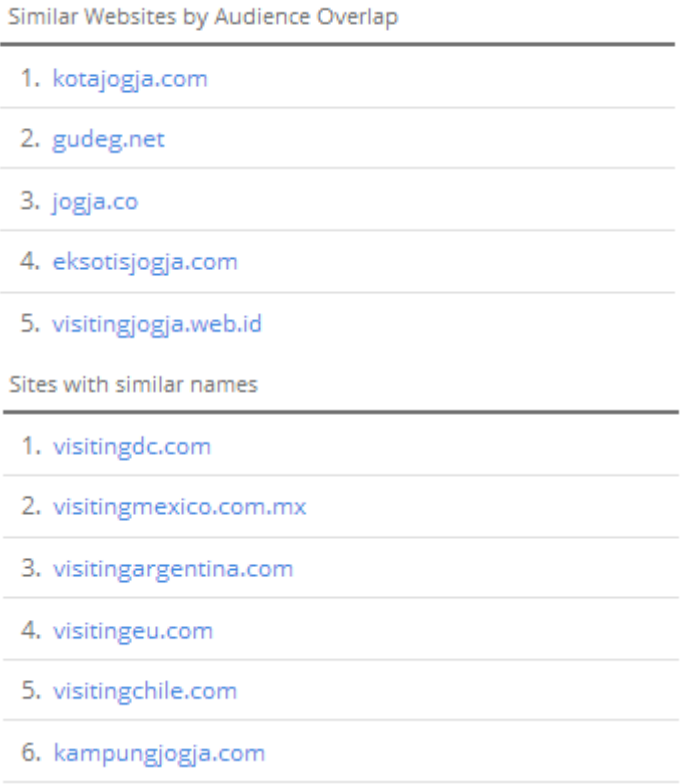 Similar Websites by Audience Overlap
1. kotajogja.com
2. gudeg.net
3. jogja.co
4. eksotisjogja.com
5. visitingjogja.web.id
Sites with similar names
1. visitingdc.com
2. visitingmexico.com.mx
3. visitingargentina.com
4. visitingeu.com
5. visitingchile.com
6. kampungjogja.com